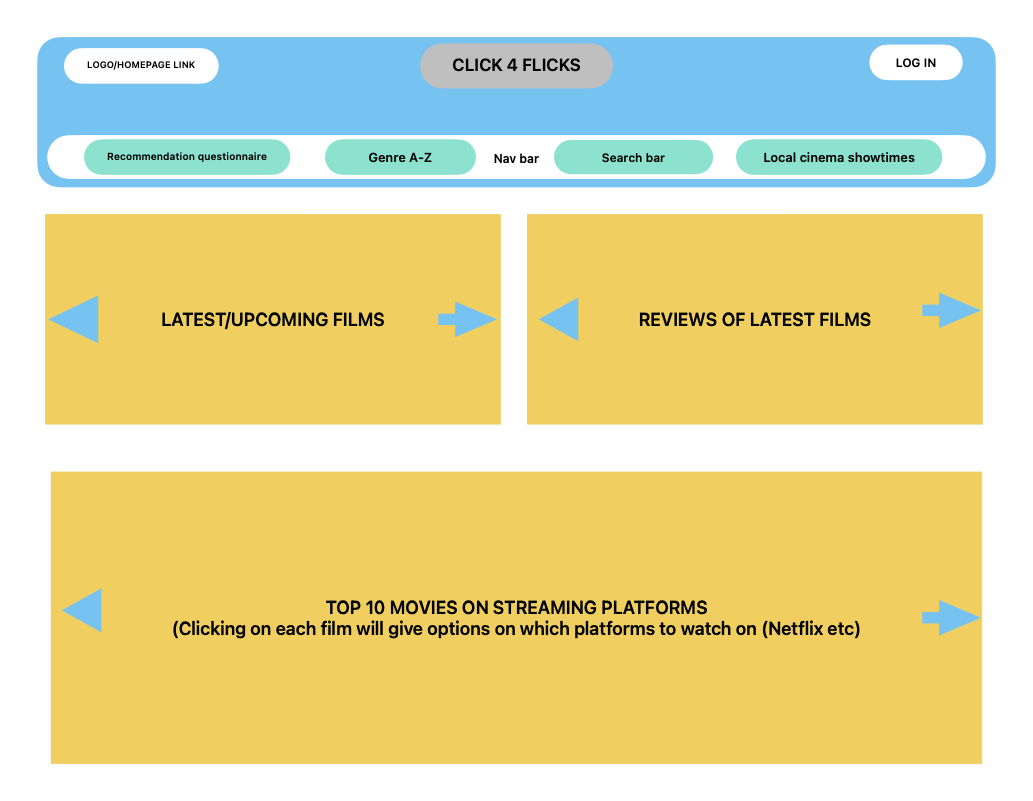 LOGO/HOMEPAGE LINK
CLICK 4 FLICKS
LOG IN
Recommendation questionnaire
Genre A-Z
Nav bar
Search bar
Local cinema showtimes
LATEST/UPCOMING FILMS
REVIEWS OF LATEST FILMS
TOP 10 MOVIES ON STREAMING PLATFORMS
(Clicking on each film will give options on which platforms to watch on (Netflix etc)